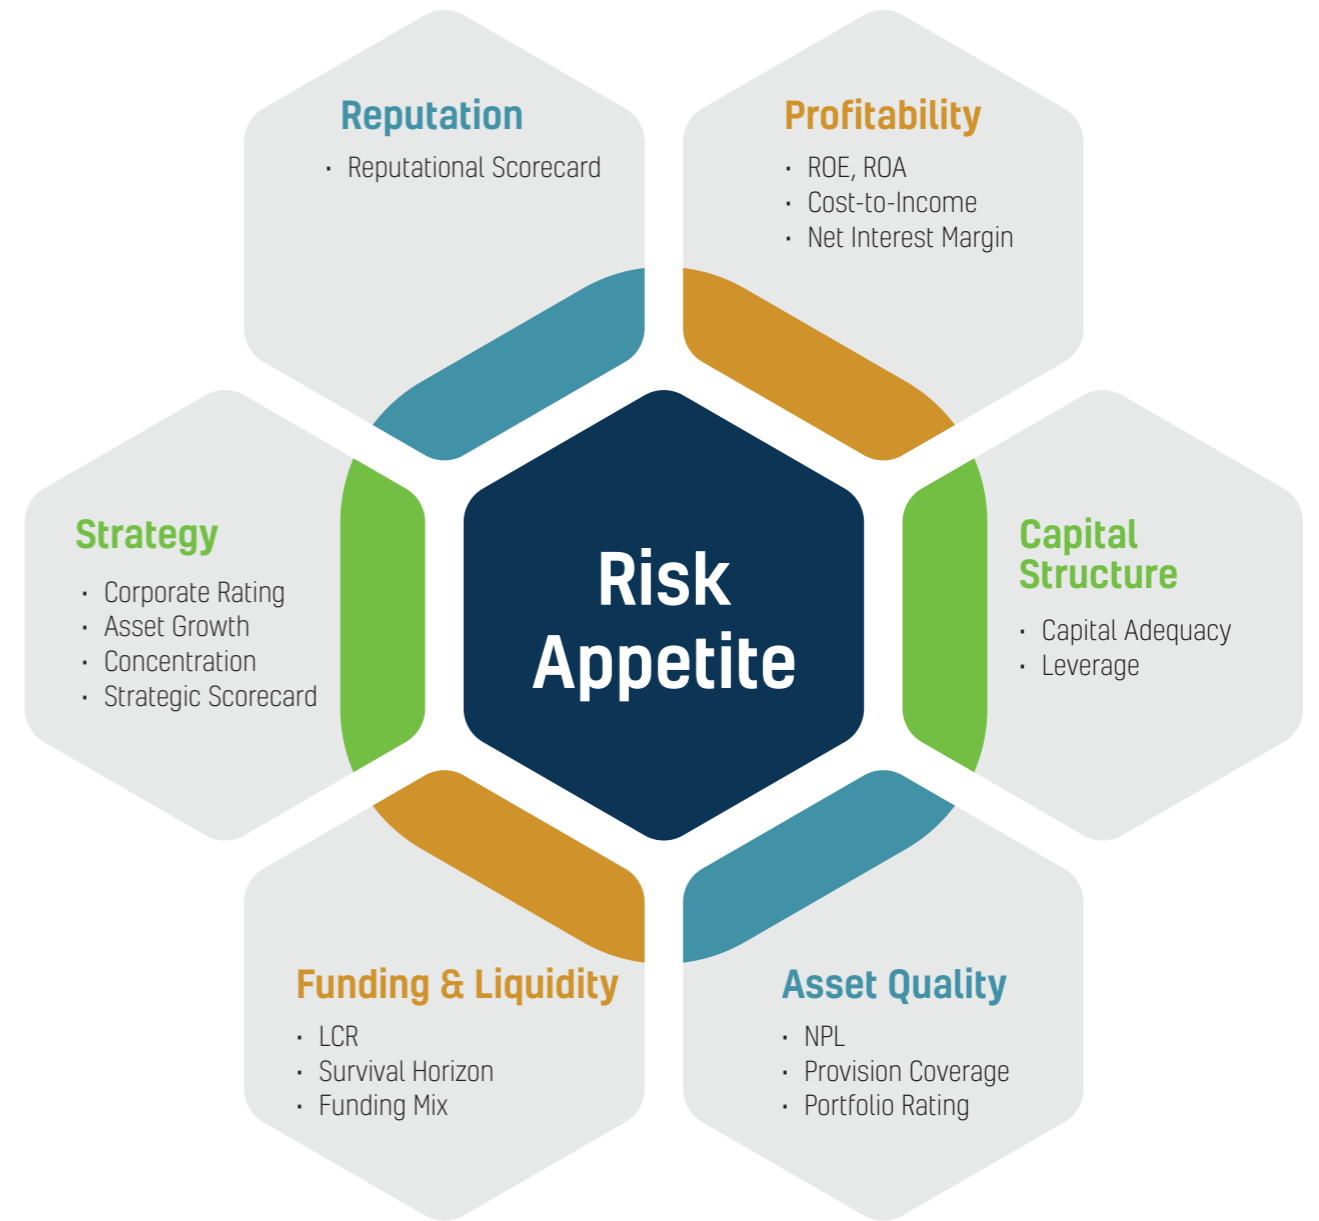 Reputation
· Reputational Scorecard
Profitability
· ROE, ROA
· Cost-to-Income
· Net Interest Margin
Strategy
· Corporate Rating
· Asset Growth
· Concentration
· Strategic Scorecard
Risk
Appetite
Capital
Structure
· Capital Adequacy
· Leverage
Funding & Liquidity
· LCR
· Survival Horizon
· Funding Mix
Asset Quality
· NPL
· Provision Coverage
· Portfolio Rating